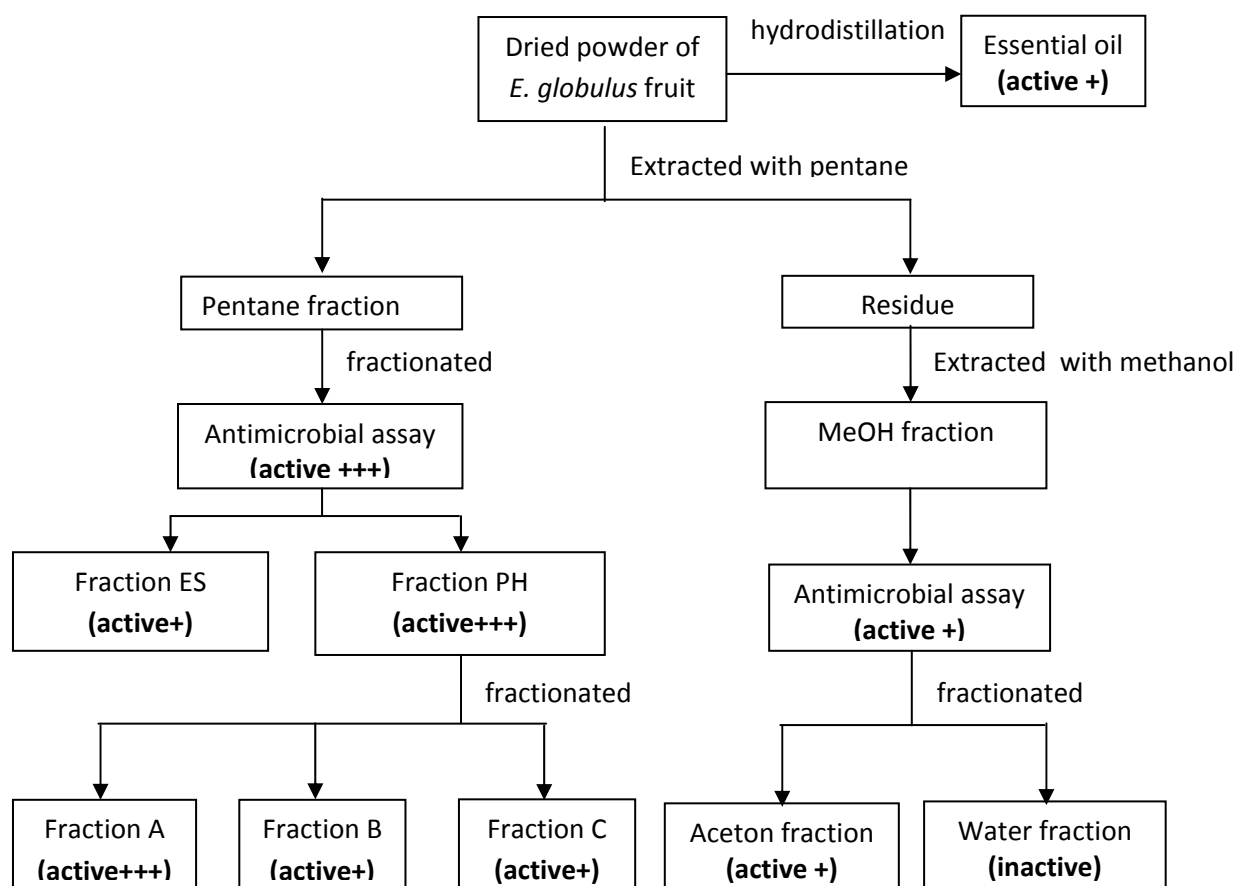 hydrodistillation
Dried powder of
E. globulus fruit
Essential oil
(active +)
Extracted with pentane
Pentane fraction
Residue
fractionated
Extracted with methanol
Antimicrobial assay
(active +++)
MeOH fraction
Fraction ES
(active+)
Fraction PH
(active+++)
Antimicrobial assay
(active +)
fractionated
fractionated
Fraction A
(active+++)
Fraction B
(active+)
Fraction C
(active+)
Aceton fraction
(active +)
Water fraction
(inactive)